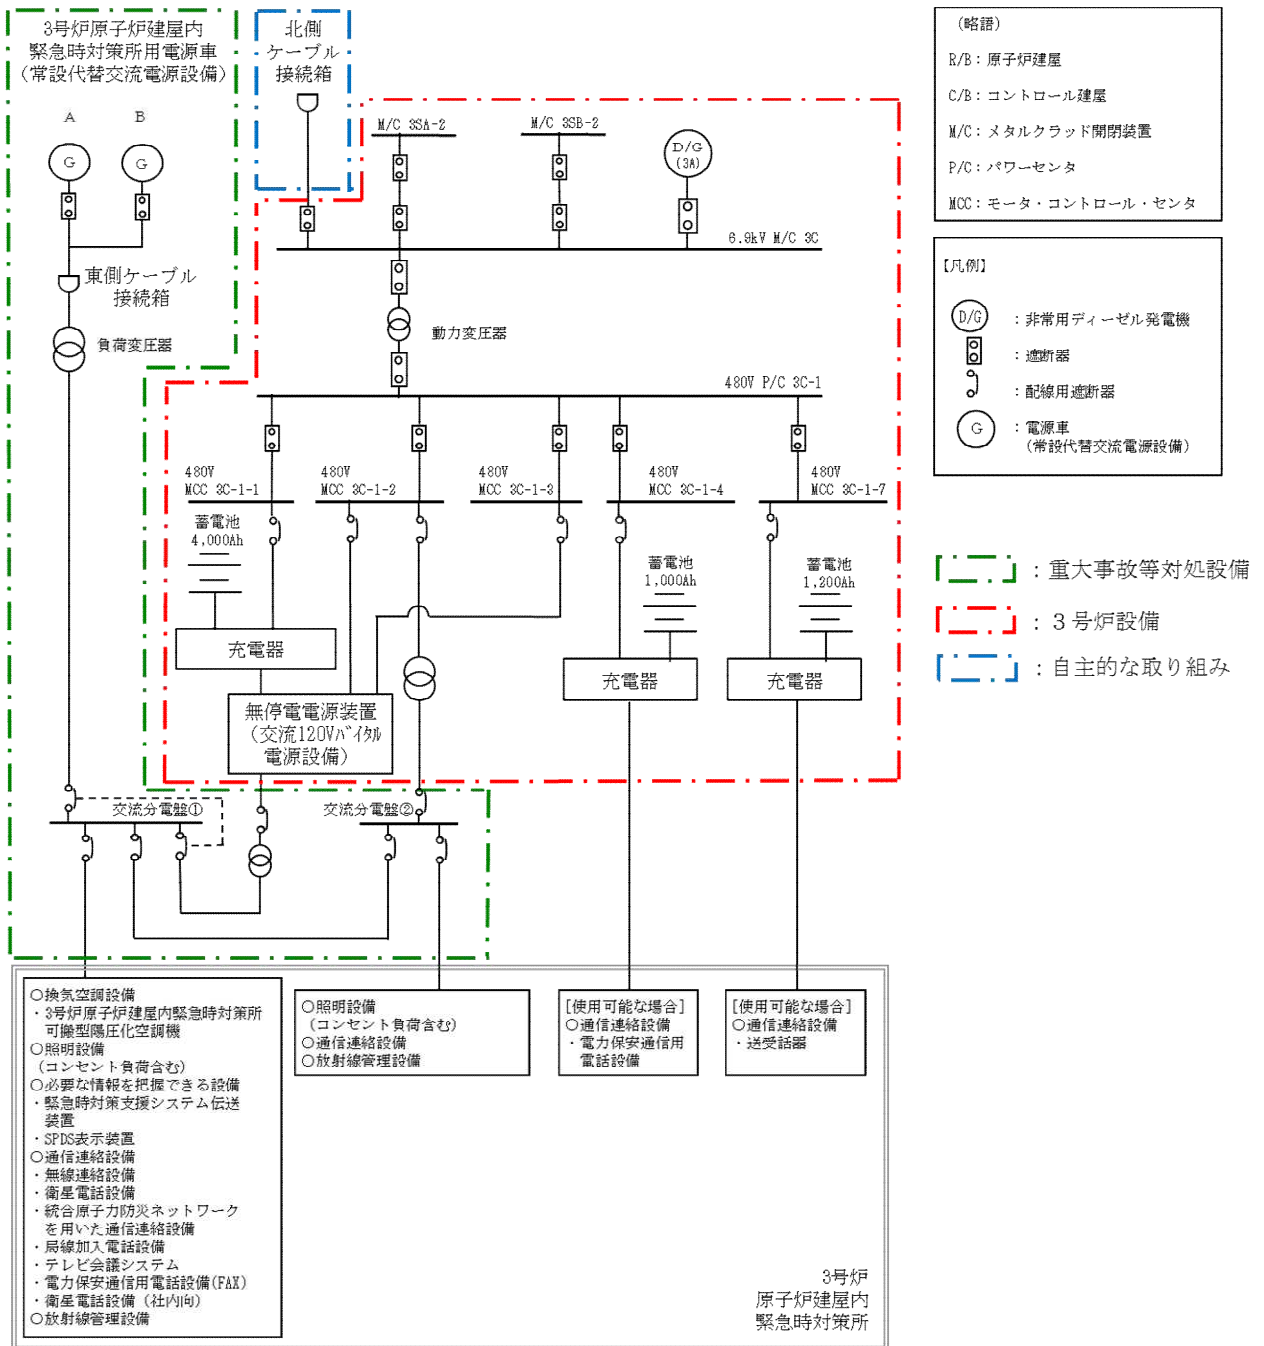 3号炉原子炉建屋内
緊急時対策所用電源車
(常設代替交流電源設備)
A
B
G
G
東側ケーブル
接続箱
負荷変圧器
北側
ケーブル
接続箱
M/C 3SA-2
M/C 3SB-2
D/G
(3A)
6.9kV M/C 3C
動力変圧器
480V P/C 3C-1
480V
MCC 3C-1-1
480V
MCC 3C-1-2
480V
MCC 3C-1-3
480V
MCC 3C-1-4
480V
MCC 3C-1-7
蓄電池
4,000Ah
蓄電池
1,000Ah
蓄電池
1,200Ah
充電器
充電器
充電器
無停電電源装置
(交流120Vバイタル
電源設備)
交流分電盤①
交流分電盤②
○換気空調設備
・3号炉原子炉建屋内緊急時対策所
可搬型陽圧化空調機
○照明設備
(コンセント負荷含む)
○必要な情報を把握できる設備
・緊急時対策支援システム伝送
装置
・SPDS表示装置
○通信連絡設備
・無線連絡設備
・衛星電話設備
・統合原子力防災ネットワーク
を用いた通信連絡設備
・局線加入電話設備
・テレビ会議システム
・電力保安通信用電話設備(FAX)
・衛星電話設備(社内向)
○放射線管理設備
○照明設備
(コンセント負荷含む)
○通信連絡設備
○放射線管理設備
[使用可能な場合]
○通信連絡設備
・電力保安通信用
電話設備
[使用可能な場合]
○通信連絡設備
・送受話器
3号炉
原子炉建屋内
緊急時対策所
(略語)
R/B:原子炉建屋
C/B:コントロール建屋
M/C:メタルクラッド開閉装置
P/C:パワーセンタ
MCC:モータ・コントロール・センタ
【凡例】
D/G :非常用ディーゼル発電機
:遮断器
:配線用遮断器
G :電源車
(常設代替交流電源設備)
:重大事故等対処設備
:3号炉設備
:自主的な取り組み